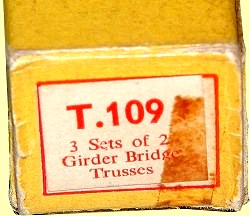 T.109
3 Sets of 2
Girder Bridge
Trusses